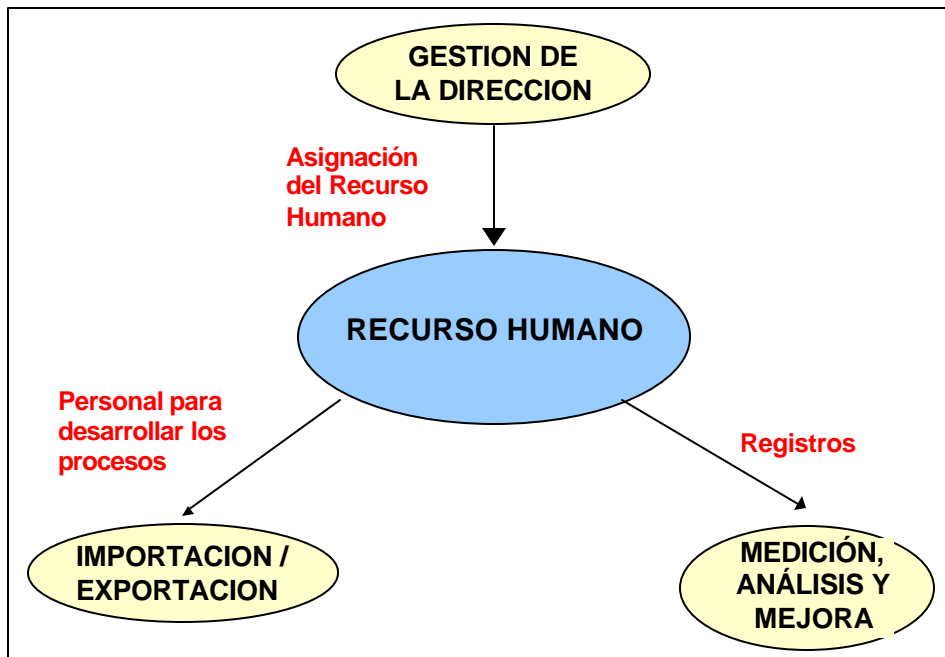 GESTION DE
LA DIRECCION
Asignación
del Recurso
Humano
RECURSO HUMANO
Personal para
desarrollar los
procesos
Registros
IMPORTACION /
EXPORTACION
MEDICIÓN,
ANÁLISIS Y
MEJORA